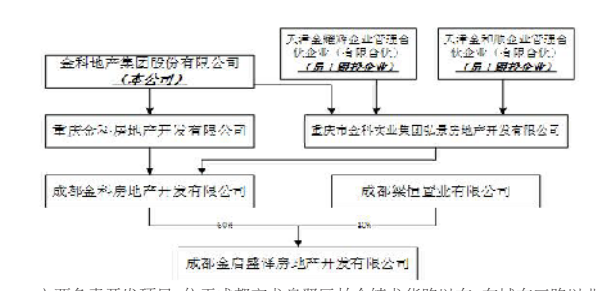 金科地产集团股份有限公司
（本公司）
天津金耀辉企业管理合
伙企业（有限合伙）
（员工跟投企业）
天津金和顺企业管理合
伙企业（有限合伙）
（员工跟投企业）
重庆金科房地产开发有限公司
重庆市金科实业集团弘景房地产开发有限公司
成都金科房地产开发有限公司
成都梁恒置业有限公司
成都金启盛泽房地产开发有限公司